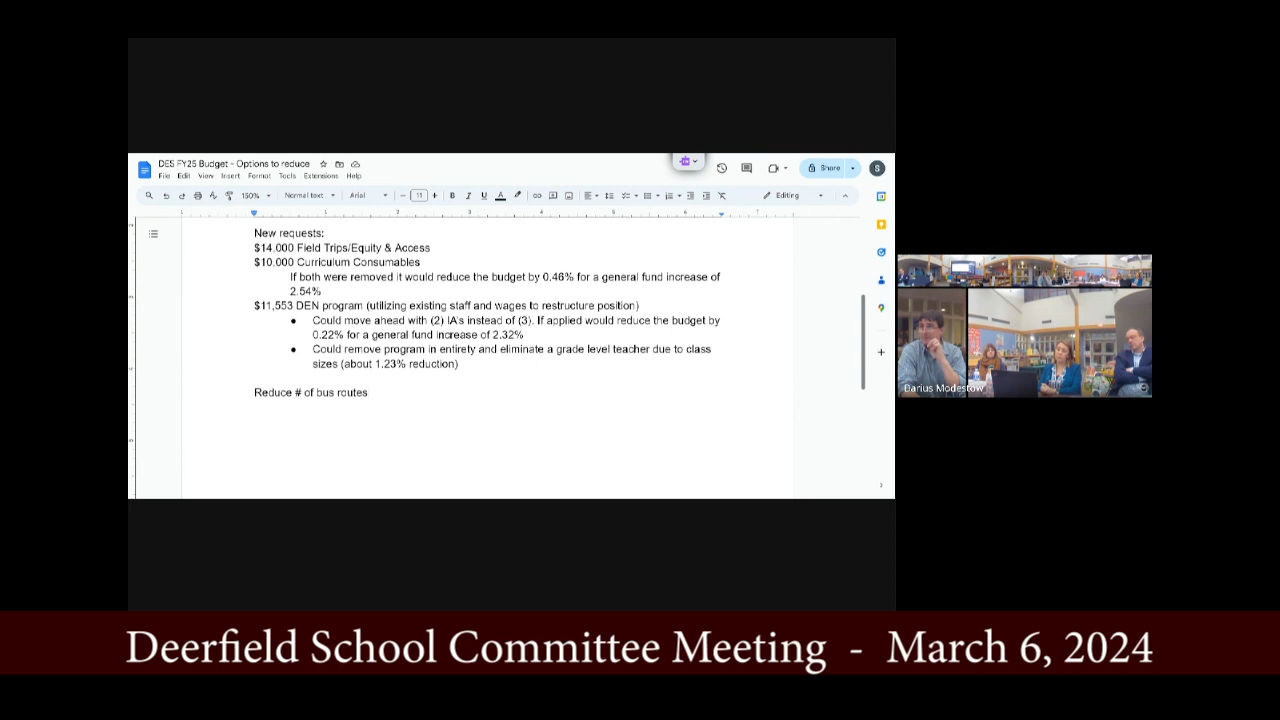 DES FY25 Budget - Options to reduce
File Edit View Insert Format Tools Extensions Help
Share
S
150% Normal text Arial 11 Editing
New requests:
$14,000 Field Trips/Equity & Access
$10,000 Curriculum Consumables
If both were removed it would reduce the budget by 0.46% for a general fund increase of
2.54%
$11,553 DEN program (utilizing existing staff and wages to restructure position)
● Could move ahead with (2) IA's instead of (3). If applied would reduce the budget by
0.22% for a general fund increase of 2.32%
● Could remove program in entirety and eliminate a grade level teacher due to class
sizes (about 1.23% reduction)
Reduce # of bus routes
Darius Modestow
Deerfield School Committee Meeting - March 6, 2024